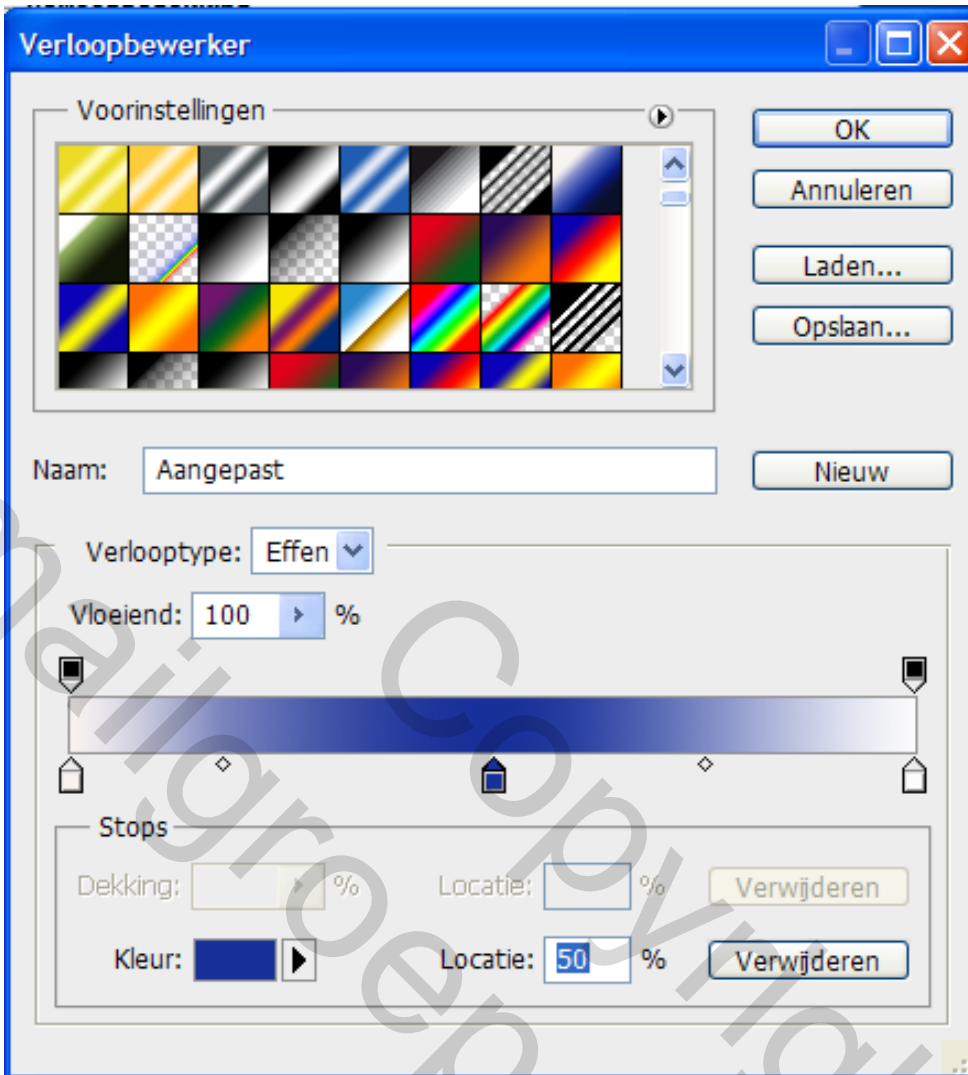 Verloopbewerker
Voorinstellingen
OK
Annuleren
Laden...
Opslaan...
Naam: Aangepast
Nieuw
Verlooptype: Effen
Vloeiend: 100 %
Stops
Dekking: % Locatie: % Verwijderen
Kleur: Locatie: 50 % Verwijderen